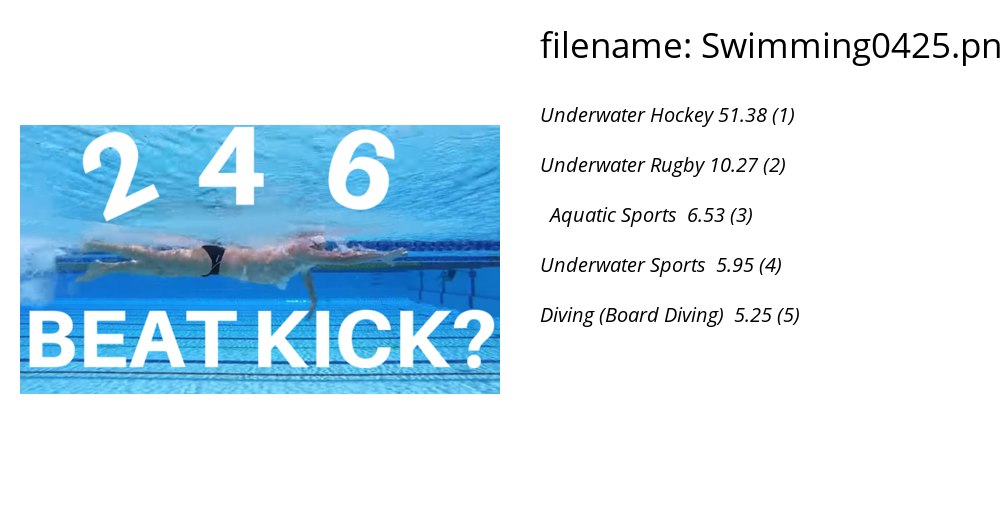 filename: Swimming0425.pn
Underwater Hockey 51.38 (1)
Underwater Rugby 10.27 (2)
Aquatic Sports 6.53 (3)
Underwater Sports 5.95 (4)
Diving (Board Diving) 5.25 (5)
2 4 6
BEAT KICK?